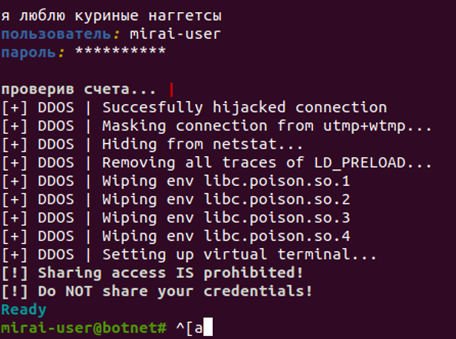 я люблю куриные наггетсы
пользователь: mirai-user
пароль: **********
проверив счета... |
[+] DDOS | Succesfully hijacked connection
[+] DDOS | Masking connection from utmp+wtmp...
[+] DDOS | Hiding from netstat...
[+] DDOS | Removing all traces of LD_PRELOAD...
[+] DDOS | Wiping env libc.poison.so.1
[+] DDOS | Wiping env libc.poison.so.2
[+] DDOS | Wiping env libc.poison.so.3
[+] DDOS | Wiping env libc.poison.so.4
[+] DDOS | Setting up virtual terminal...
[!] Sharing access IS prohibited!
[!] Do NOT share your credentials!
Ready
mirai-user@botnet# ^[a